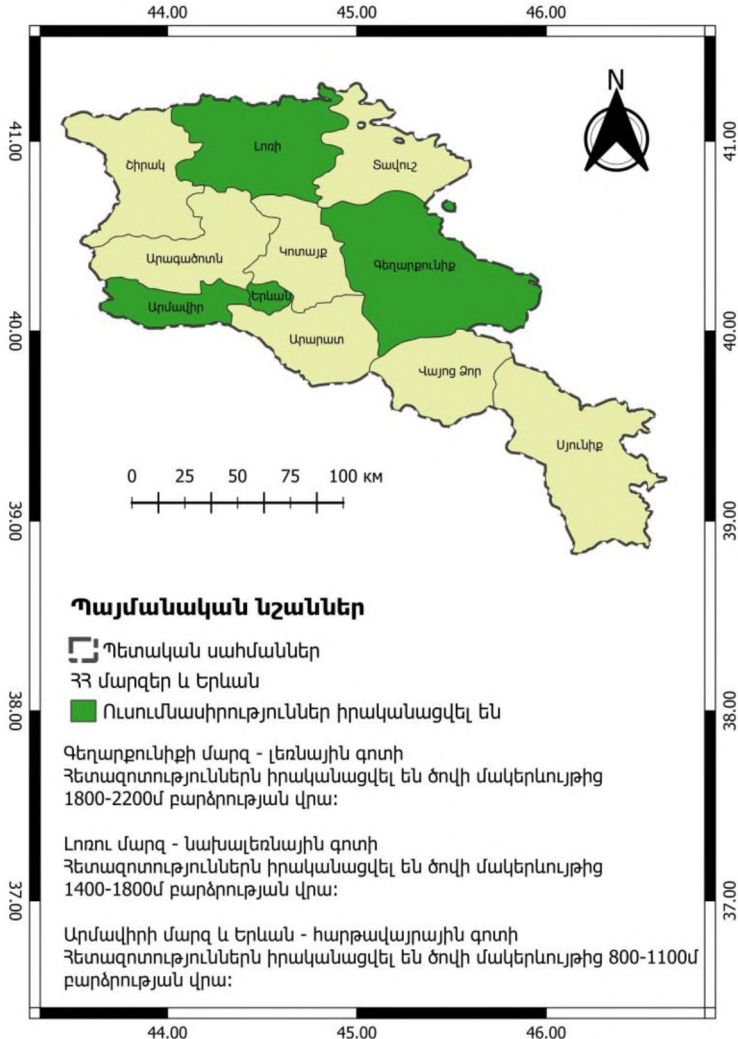 44.00 45.00 46.00
N
41.00 41.00
Շիրակ
Լոռի
Տավուշ
Արագածոտն
Կոտայք
Գեղարքունիք
Արմավիր
Երևան
40.00 40.00
Արարատ
Վայոց Ձոր
Սյունիք
0 25 50 75 100 км
39.00 39.00
Պայմանական նշաններ
Պետական սահմաններ
ՀՀ մարզեր և Երևան
38.00 38.00
Ուսումնասիրություններ իրականացվել են
Գեղարքունիքի մարզ - լեռնային գոտի
Հետազոտություններն իրականացվել են ծովի մակերևույթից
1800-2200մ բարձրության վրա:
Լոռու մարզ - նախալեռնային գոտի
Հետազոտություններն իրականացվել են ծովի մակերևույթից
1400-1800մ բարձրության վրա:
37.00 37.00
Արմավիրի մարզ և Երևան - հարթավայրային գոտի
Հետազոտություններն իրականացվել են ծովի մակերևույթից 800-1100մ
բարձրության վրա:
44.00 45.00 46.00